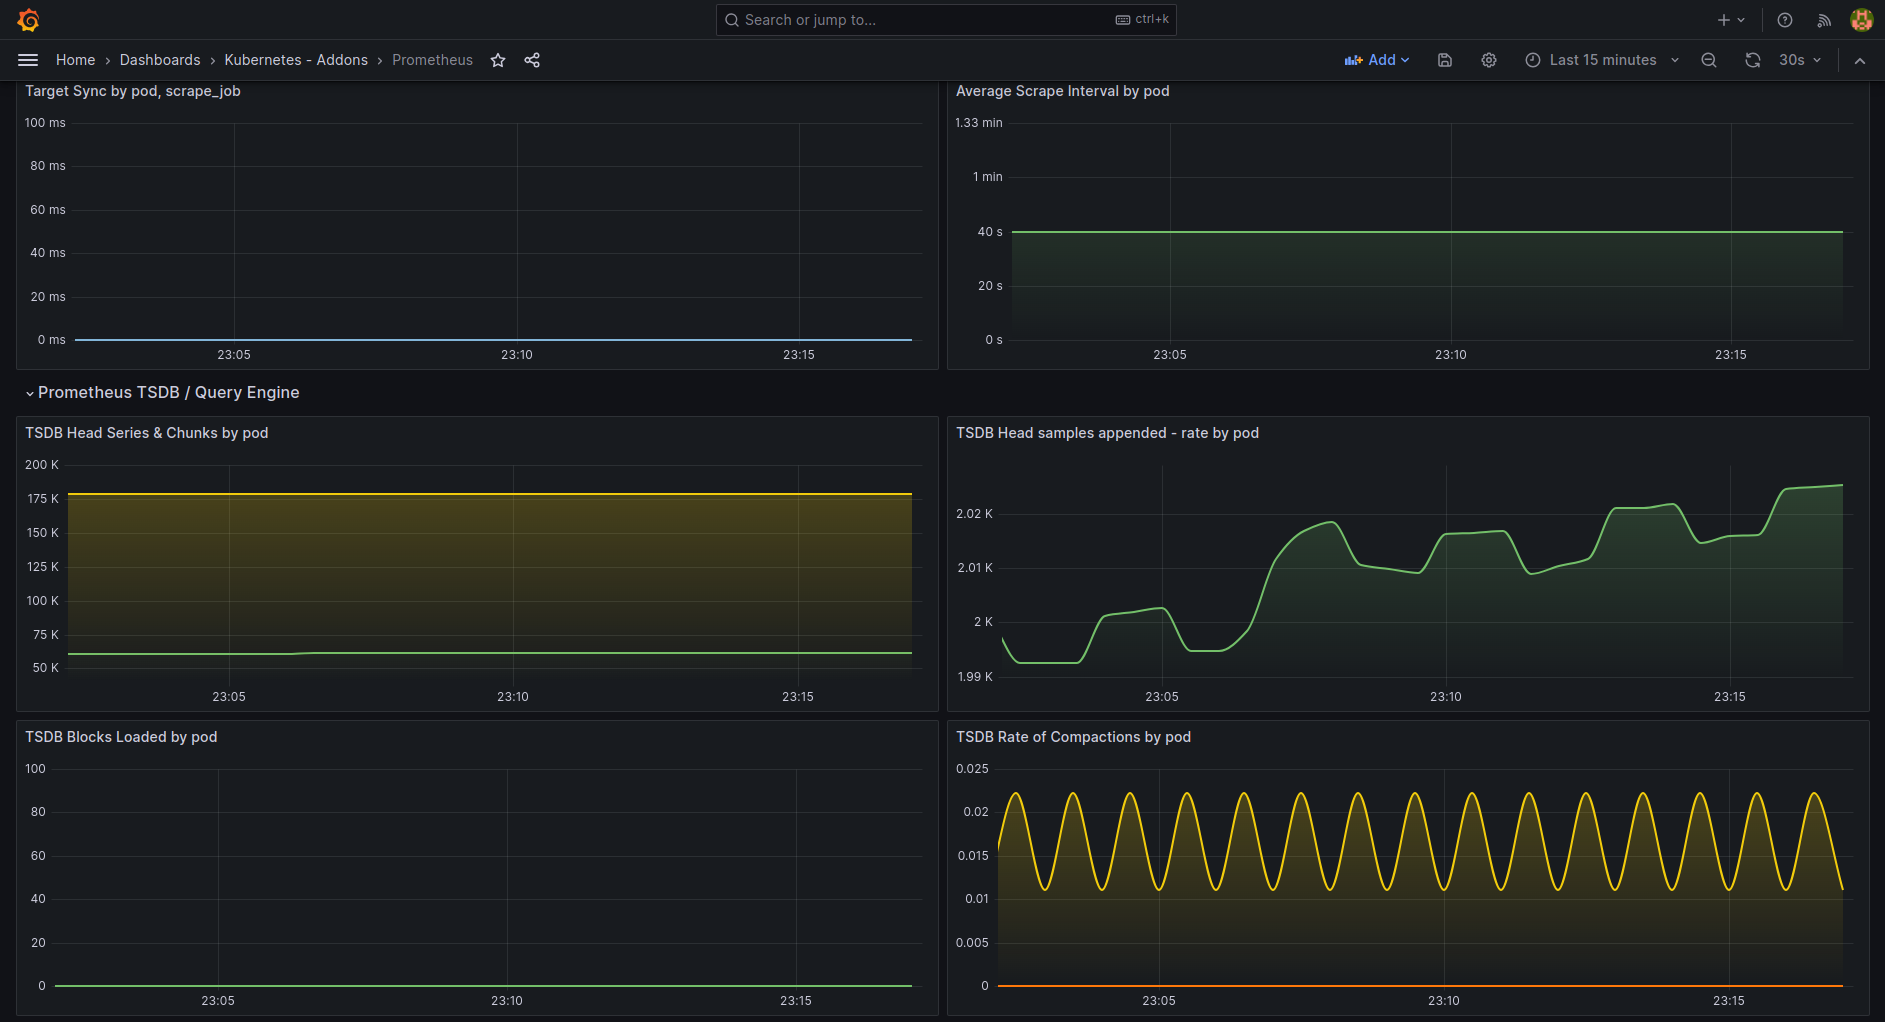 Search or jump to...
ctrl+k
Home › Dashboards › Kubernetes - Addons › Prometheus
Add
Last 15 minutes
30s
Target Sync by pod, scrape_job
100 ms
80 ms
60 ms
40 ms
20 ms
0 ms
23:05 23:10 23:15
Average Scrape Interval by pod
1.33 min
1 min
40 s
20 s
0 s
23:05 23:10 23:15
Prometheus TSDB / Query Engine
TSDB Head Series & Chunks by pod
200 K
175 K
150 K
125 K
100 K
75 K
50 K
23:05 23:10 23:15
TSDB Head samples appended - rate by pod
2.02 K
2.01 K
2 K
1.99 K
23:05 23:10 23:15
TSDB Blocks Loaded by pod
100
80
60
40
20
0
23:05 23:10 23:15
TSDB Rate of Compactions by pod
0.025
0.02
0.015
0.01
0.005
0
23:05 23:10 23:15